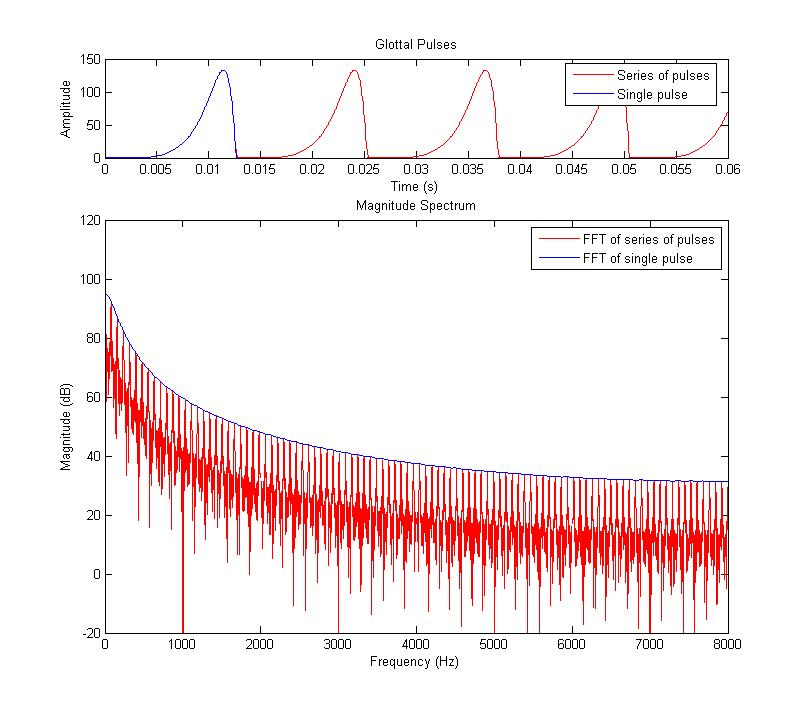 Glottal Pulses
150
100
50
0
Amplitude
Series of pulses
Single pulse
0 0.005 0.01 0.015 0.02 0.025 0.03 0.035 0.04 0.045 0.05 0.055 0.06
Time (s)
Magnitude Spectrum
120
100
80
60
40
20
0
-20
Magnitude (dB)
FFT of series of pulses
FFT of single pulse
0 1000 2000 3000 4000 5000 6000 7000 8000
Frequency (Hz)